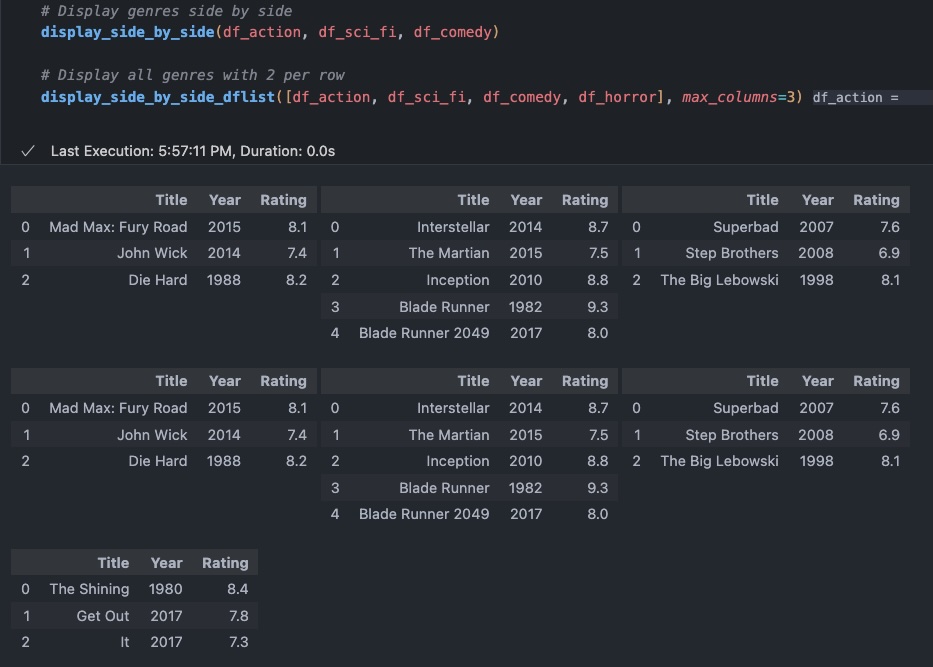 # Display genres side by side
display_side_by_side(df_action, df_sci_fi, df_comedy)
# Display all genres with 2 per row
display_side_by_side_dflist([df_action, df_sci_fi, df_comedy, df_horror], max_columns=3) df_action =
Last Execution: 5:57:11 PM, Duration: 0.0s
Title Year Rating Title Year Rating Title Year Rating
0 Mad Max: Fury Road 2015 8.1 0 Interstellar 2014 8.7 0 Superbad 2007 7.6
1 John Wick 2014 7.4 1 The Martian 2015 7.5 1 Step Brothers 2008 6.9
2 Die Hard 1988 8.2 2 Inception 2010 8.8 2 The Big Lebowski 1998 8.1
3 Blade Runner 1982 9.3
4 Blade Runner 2049 2017 8.0
Title Year Rating Title Year Rating Title Year Rating
0 Mad Max: Fury Road 2015 8.1 0 Interstellar 2014 8.7 0 Superbad 2007 7.6
1 John Wick 2014 7.4 1 The Martian 2015 7.5 1 Step Brothers 2008 6.9
2 Die Hard 1988 8.2 2 Inception 2010 8.8 2 The Big Lebowski 1998 8.1
3 Blade Runner 1982 9.3
4 Blade Runner 2049 2017 8.0
Title Year Rating
0 The Shining 1980 8.4
1 Get Out 2017 7.8
2 It 2017 7.3